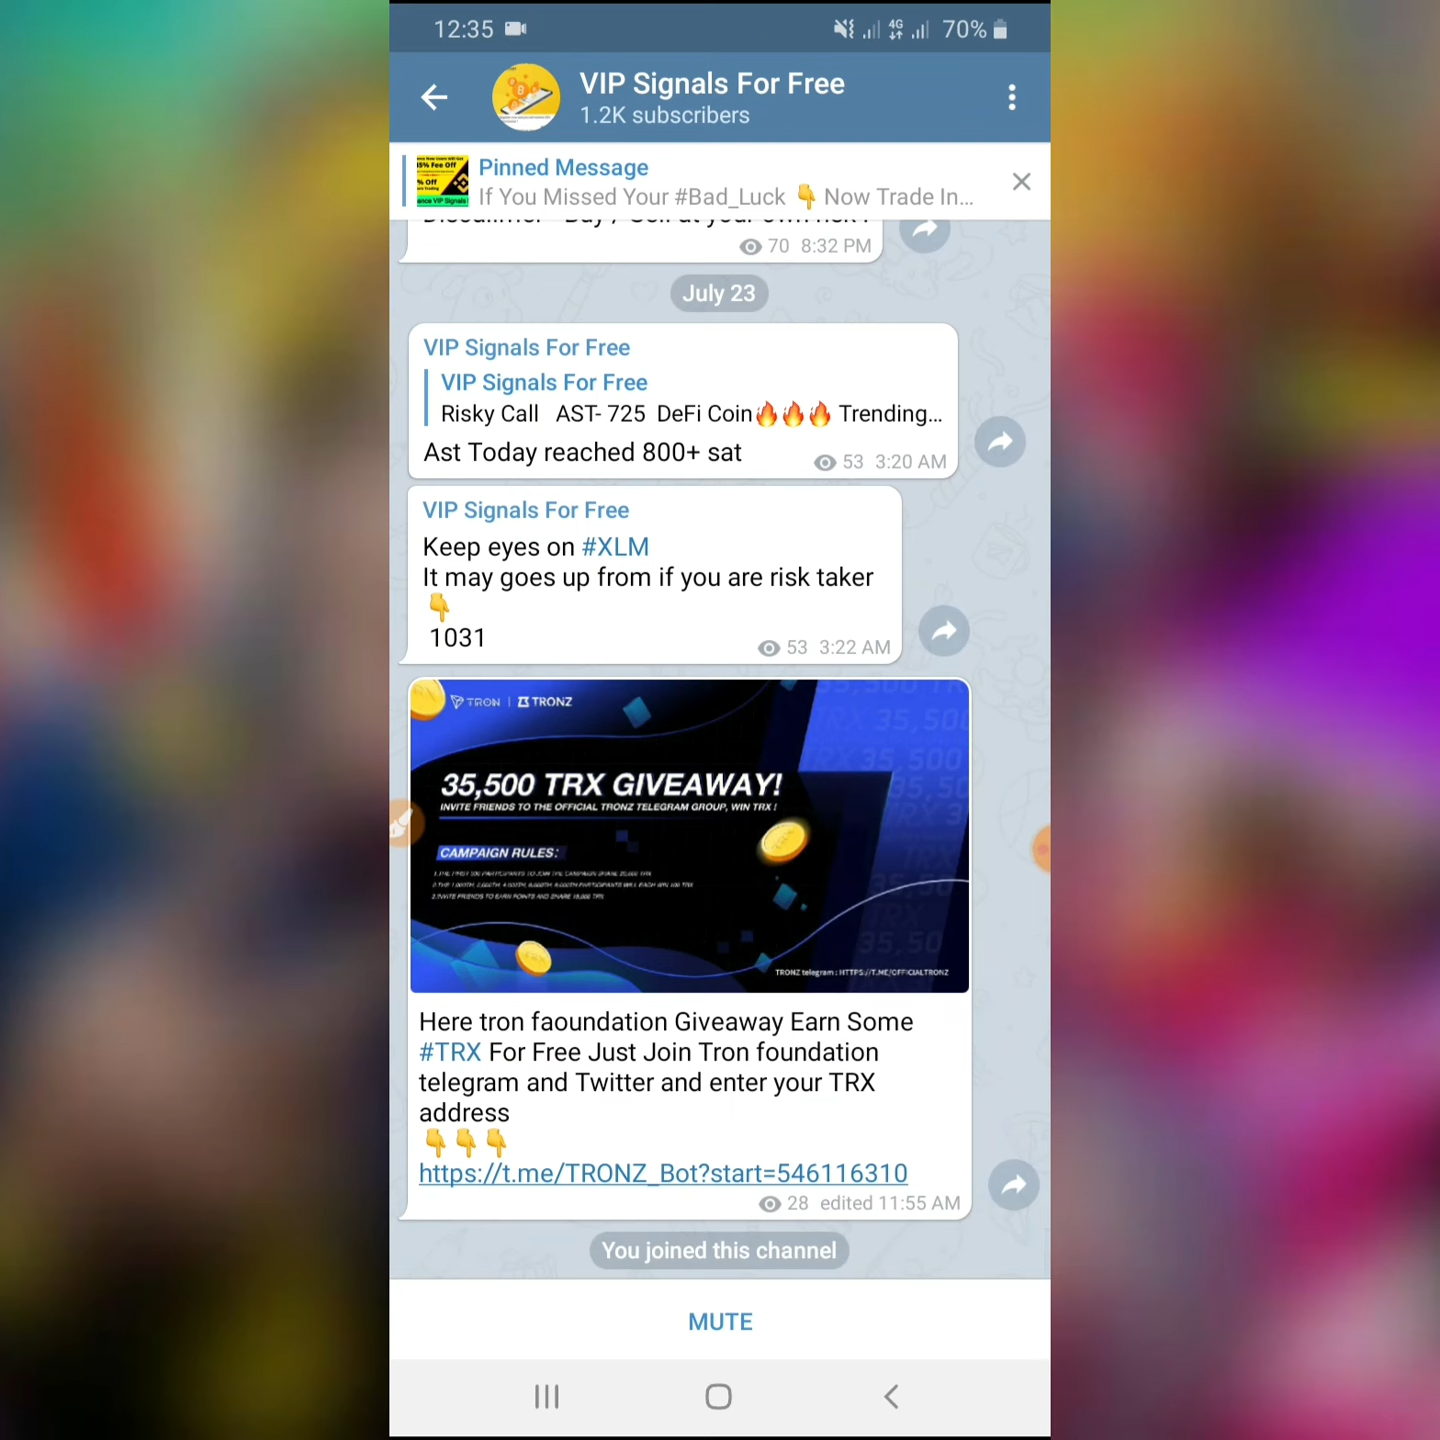 12:35
4G
70%
VIP Signals For Free
1.2K subscribers
Pinned Message
If You Missed Your #Bad_Luck 👇 Now Trade In...
70 8:32 PM
July 23
VIP Signals For Free
VIP Signals For Free
Risky Call AST- 725 DeFi Coin🔥🔥🔥 Trending...
Ast Today reached 800+ sat
53 3:20 AM
VIP Signals For Free
Keep eyes on #XLM
It may goes up from if you are risk taker
👇
1031
53 3:22 AM
TRON | TRONZ
35,500 TRX GIVEAWAY!
INVITE FRIENDS TO THE OFFICIAL TRONZ TELEGRAM GROUP, WIN TRX !
CAMPAIGN RULES:
TRONZ telegram : HTTPS://T.ME/OFFICIALTRONZ
Here tron faoundation Giveaway Earn Some
#TRX For Free Just Join Tron foundation
telegram and Twitter and enter your TRX
address
👇👇👇
https://t.me/TRONZ_Bot?start=546116310
28 edited 11:55 AM
You joined this channel
MUTE